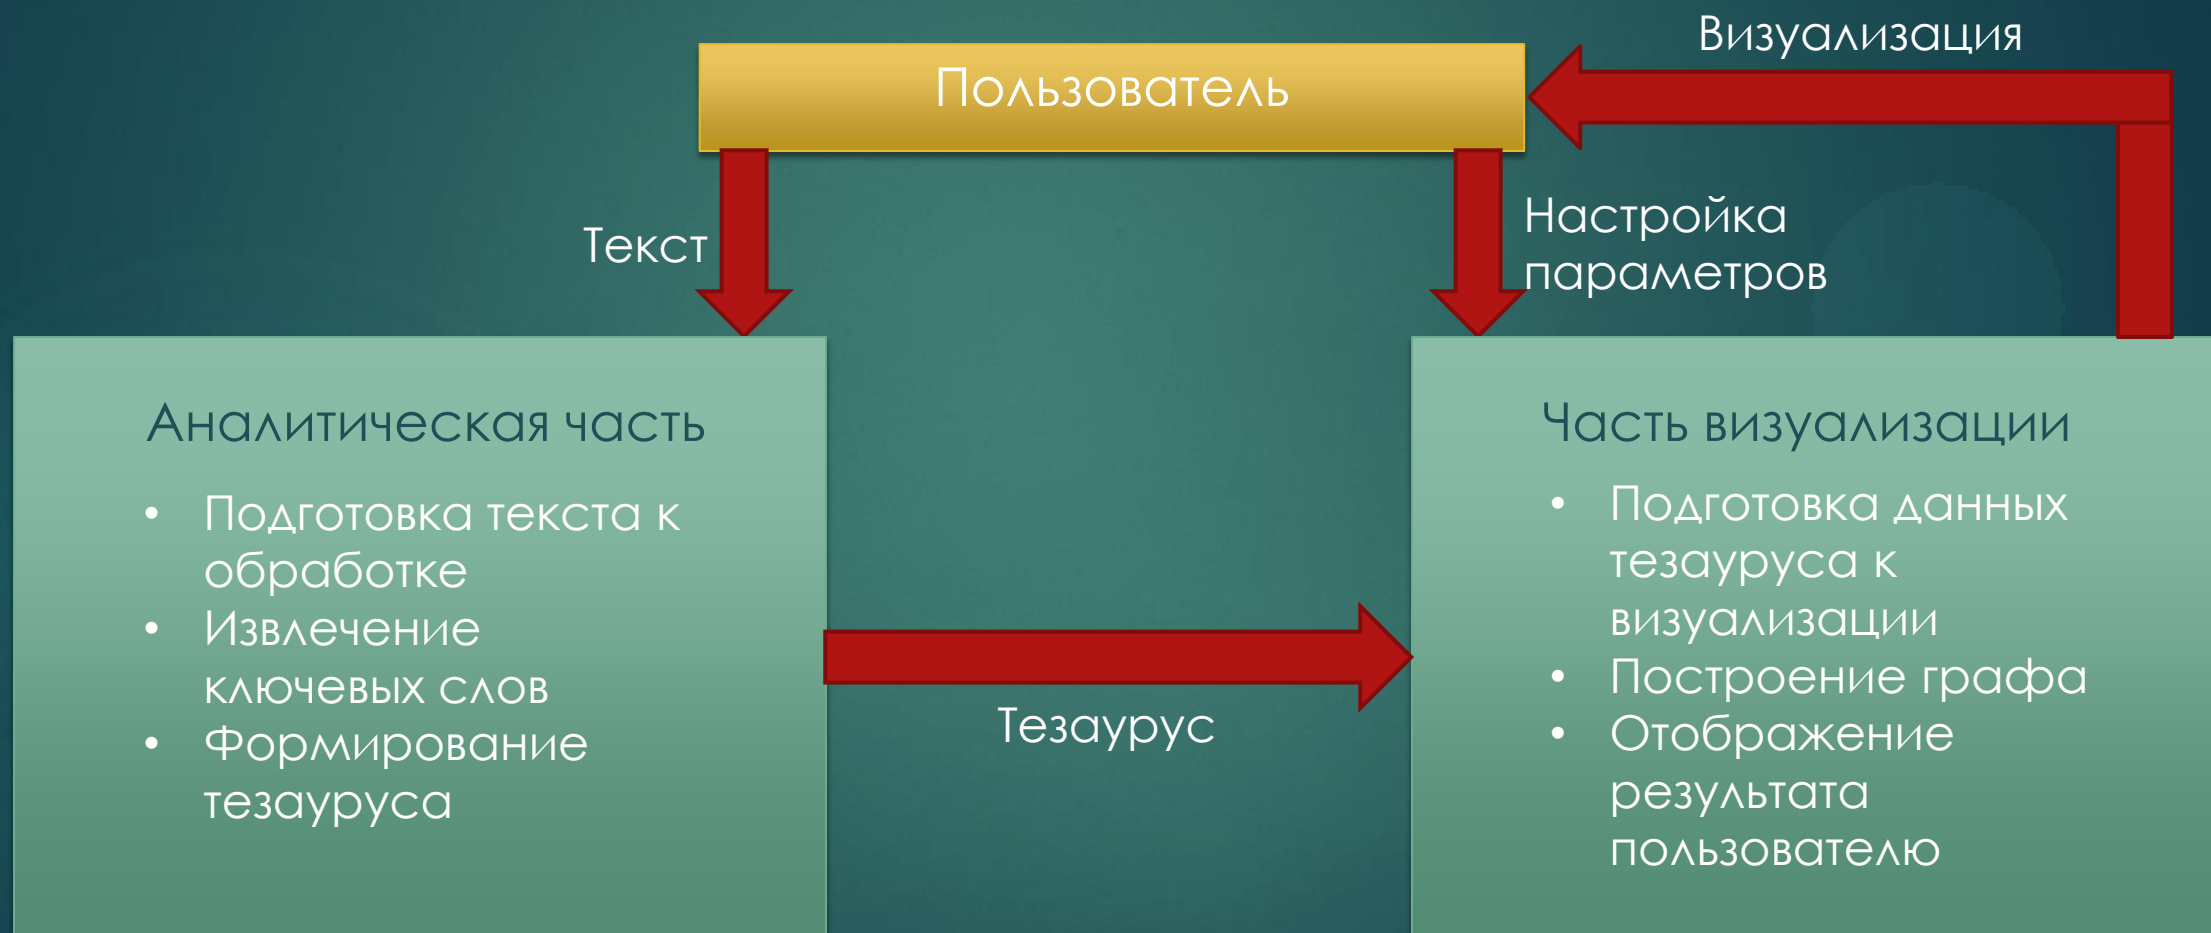 Визуализация
Пользователь
Текст
Настройка
параметров
Аналитическая часть
• Подготовка текста к
обработке
• Извлечение
ключевых слов
• Формирование
тезауруса
Тезаурус
Часть визуализации
• Подготовка данных
тезауруса к
визуализации
• Построение графа
• Отображение
результата
пользователю